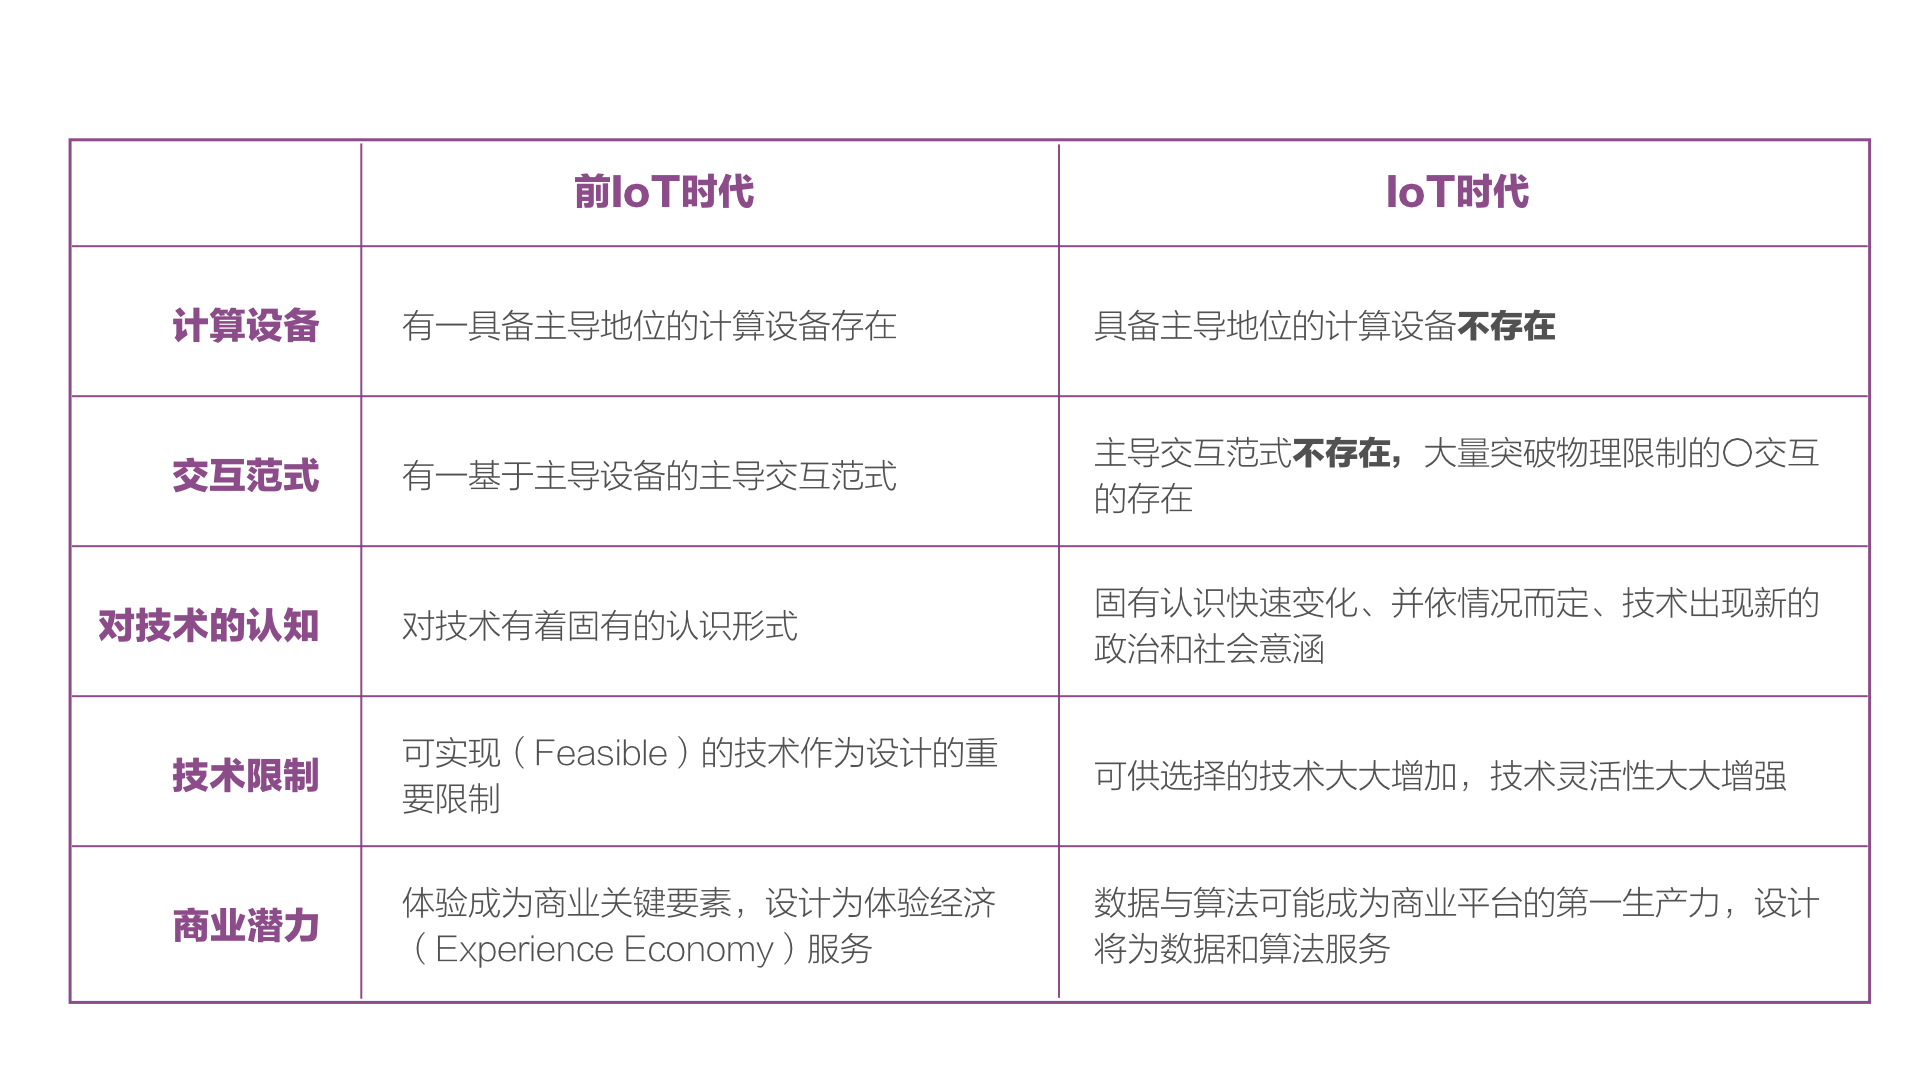 前IoT时代
IoT时代
计算设备
有一具备主导地位的计算设备存在
具备主导地位的计算设备不存在
交互范式
有一基于主导设备的主导交互范式
主导交互范式不存在，大量突破物理限制的〇交互
的存在
对技术的认知
对技术有着固有的认识形式
固有认识快速变化、并依情况而定、技术出现新的
政治和社会意涵
技术限制
可实现（Feasible）的技术作为设计的重
要限制
可供选择的技术大大增加，技术灵活性大大增强
商业潜力
体验成为商业关键要素，设计为体验经济
（Experience Economy）服务
数据与算法可能成为商业平台的第一生产力，设计
将为数据和算法服务